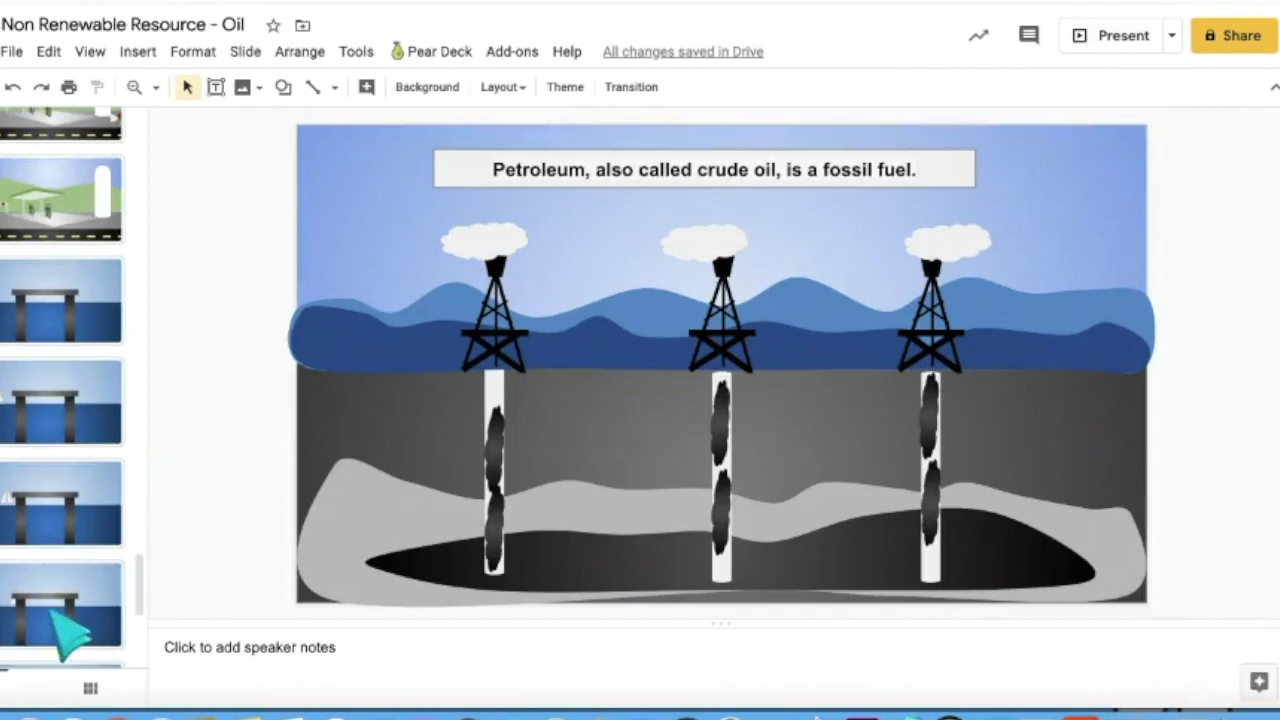 Non Renewable Resource - Oil
File Edit View Insert Format Slide Arrange Tools Pear Deck Add-ons Help All changes saved in Drive
Present
Share
Background Layout Theme Transition
Petroleum, also called crude oil, is a fossil fuel.
Click to add speaker notes